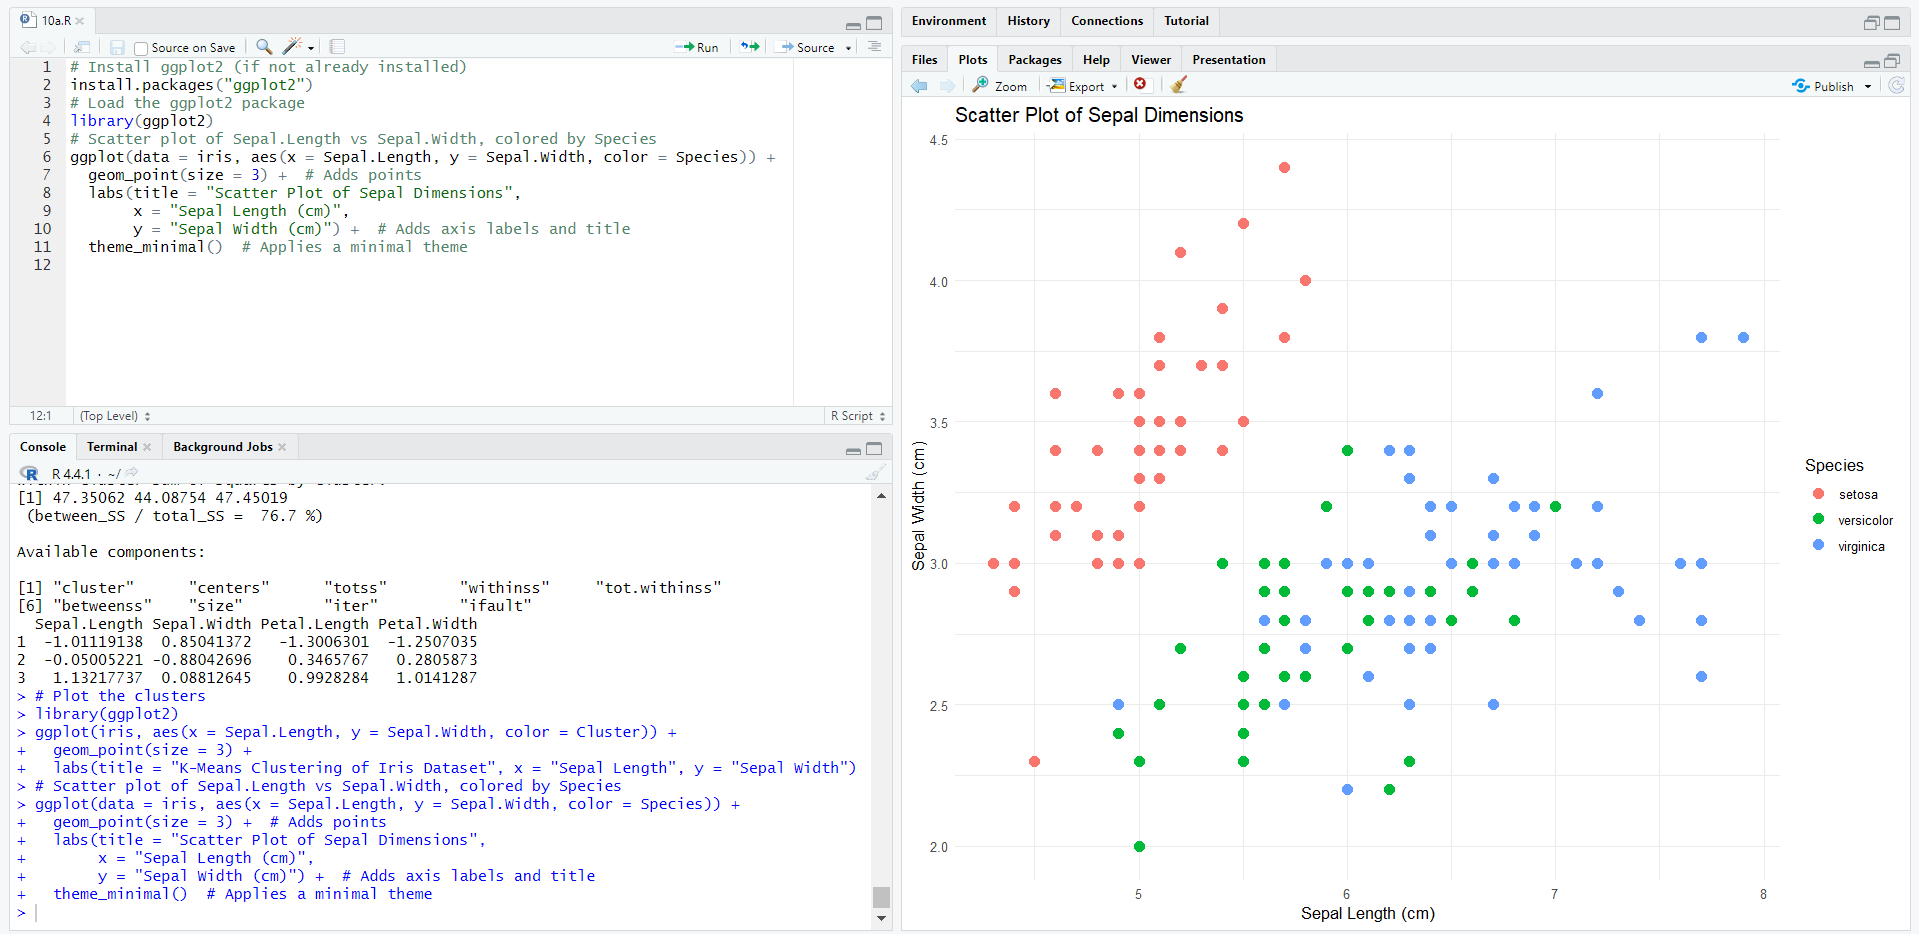 10a.R
Source on Save
Run
Source
1 # Install ggplot2 (if not already installed)
2 install.packages("ggplot2")
3 # Load the ggplot2 package
4 library(ggplot2)
5 # Scatter plot of Sepal.Length vs Sepal.Width, colored by Species
6 ggplot(data = iris, aes(x = Sepal.Length, y = Sepal.Width, color = Species)) +
7   geom_point(size = 3) +  # Adds points
8   labs(title = "Scatter Plot of Sepal Dimensions",
9        x = "Sepal Length (cm)",
10        y = "Sepal Width (cm)") +  # Adds axis labels and title
11   theme_minimal()  # Applies a minimal theme
12
12:1 (Top Level) R Script
Console Terminal Background Jobs
R 4.4.1 · ~/
Within cluster sum of squares by cluster:
[1] 47.35062 44.08754 47.45019
 (between_SS / total_SS =  76.7 %)
Available components:
[1] "cluster"      "centers"      "totss"        "withinss"     "tot.withinss"
[6] "betweenss"    "size"         "iter"         "ifault"
  Sepal.Length Sepal.Width Petal.Length Petal.Width
1  -1.01119138  0.85041372   -1.3006301  -1.2507035
2  -0.05005221 -0.88042696    0.3465767   0.2805873
3   1.13217737  0.08812645    0.9928284   1.0141287
> # Plot the clusters
> library(ggplot2)
> ggplot(iris, aes(x = Sepal.Length, y = Sepal.Width, color = Cluster)) +
+   geom_point(size = 3) +
+   labs(title = "K-Means Clustering of Iris Dataset", x = "Sepal Length", y = "Sepal Width")
> # Scatter plot of Sepal.Length vs Sepal.Width, colored by Species
> ggplot(data = iris, aes(x = Sepal.Length, y = Sepal.Width, color = Species)) +
+   geom_point(size = 3) +  # Adds points
+   labs(title = "Scatter Plot of Sepal Dimensions",
+        x = "Sepal Length (cm)",
+        y = "Sepal Width (cm)") +  # Adds axis labels and title
+   theme_minimal()  # Applies a minimal theme
>
Environment History Connections Tutorial
Files Plots Packages Help Viewer Presentation
Zoom Export Publish
Scatter Plot of Sepal Dimensions
4.5
4.0
3.5
3.0
2.5
2.0
Sepal Width (cm)
5 6 7 8
Sepal Length (cm)
Species
setosa
versicolor
virginica